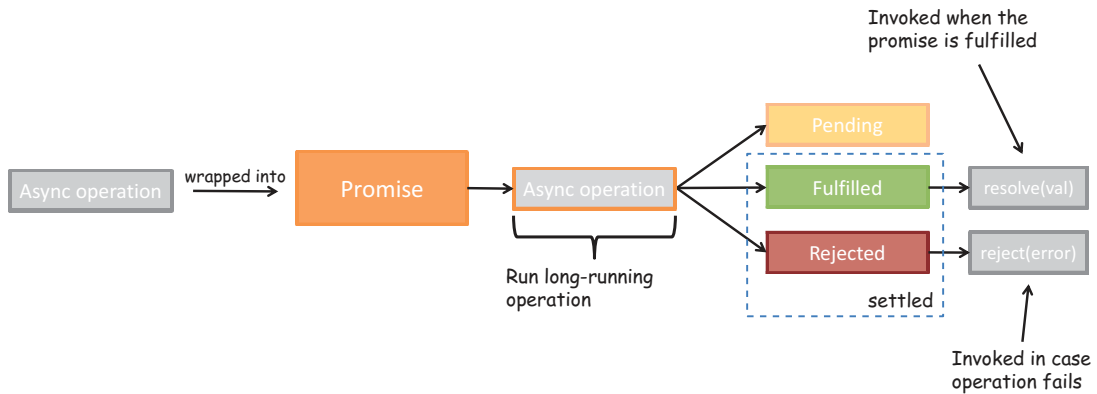 Invoked when the
promise is fulfilled
Pending
Async operation
wrapped into
Promise
Async operation
Fulfilled
resolve(val)
Rejected
reject(error)
Run long-running
operation
settled
Invoked in case
operation fails